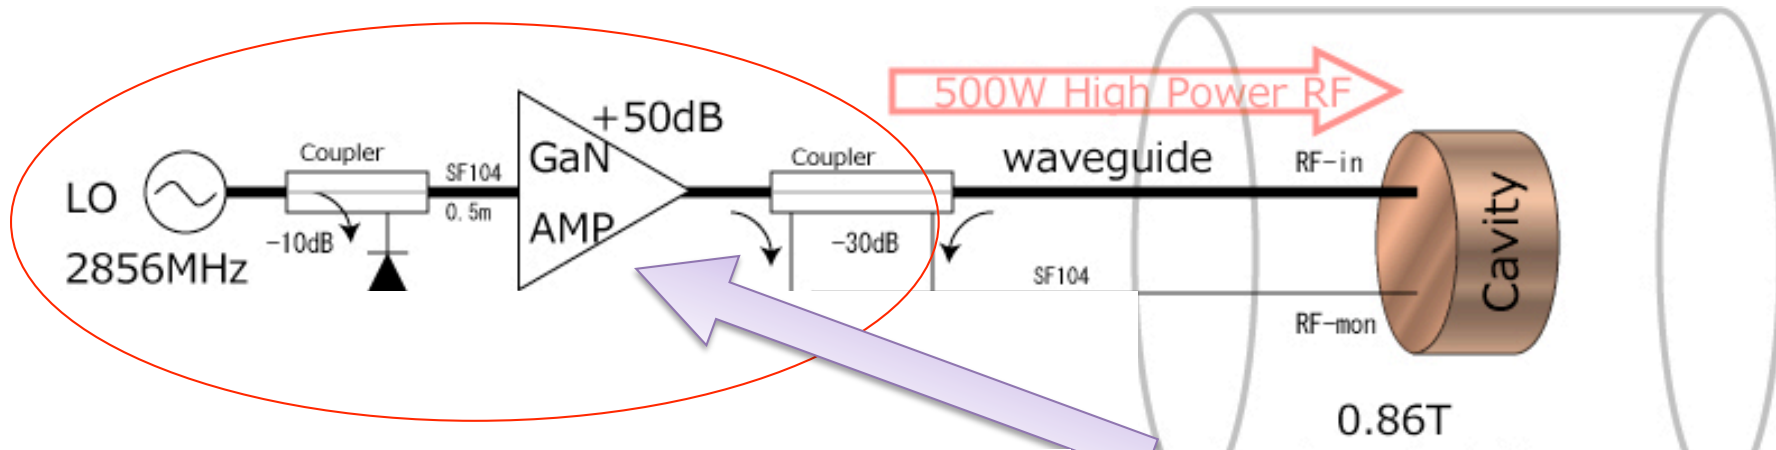 500W High Power RF
+50dB
Coupler
GaN
AMP
Coupler
waveguide
RF-in
SF104
0.5m
LO
2856MHz
-10dB
-30dB
SF104
RF-mon
Cavity
0.86T